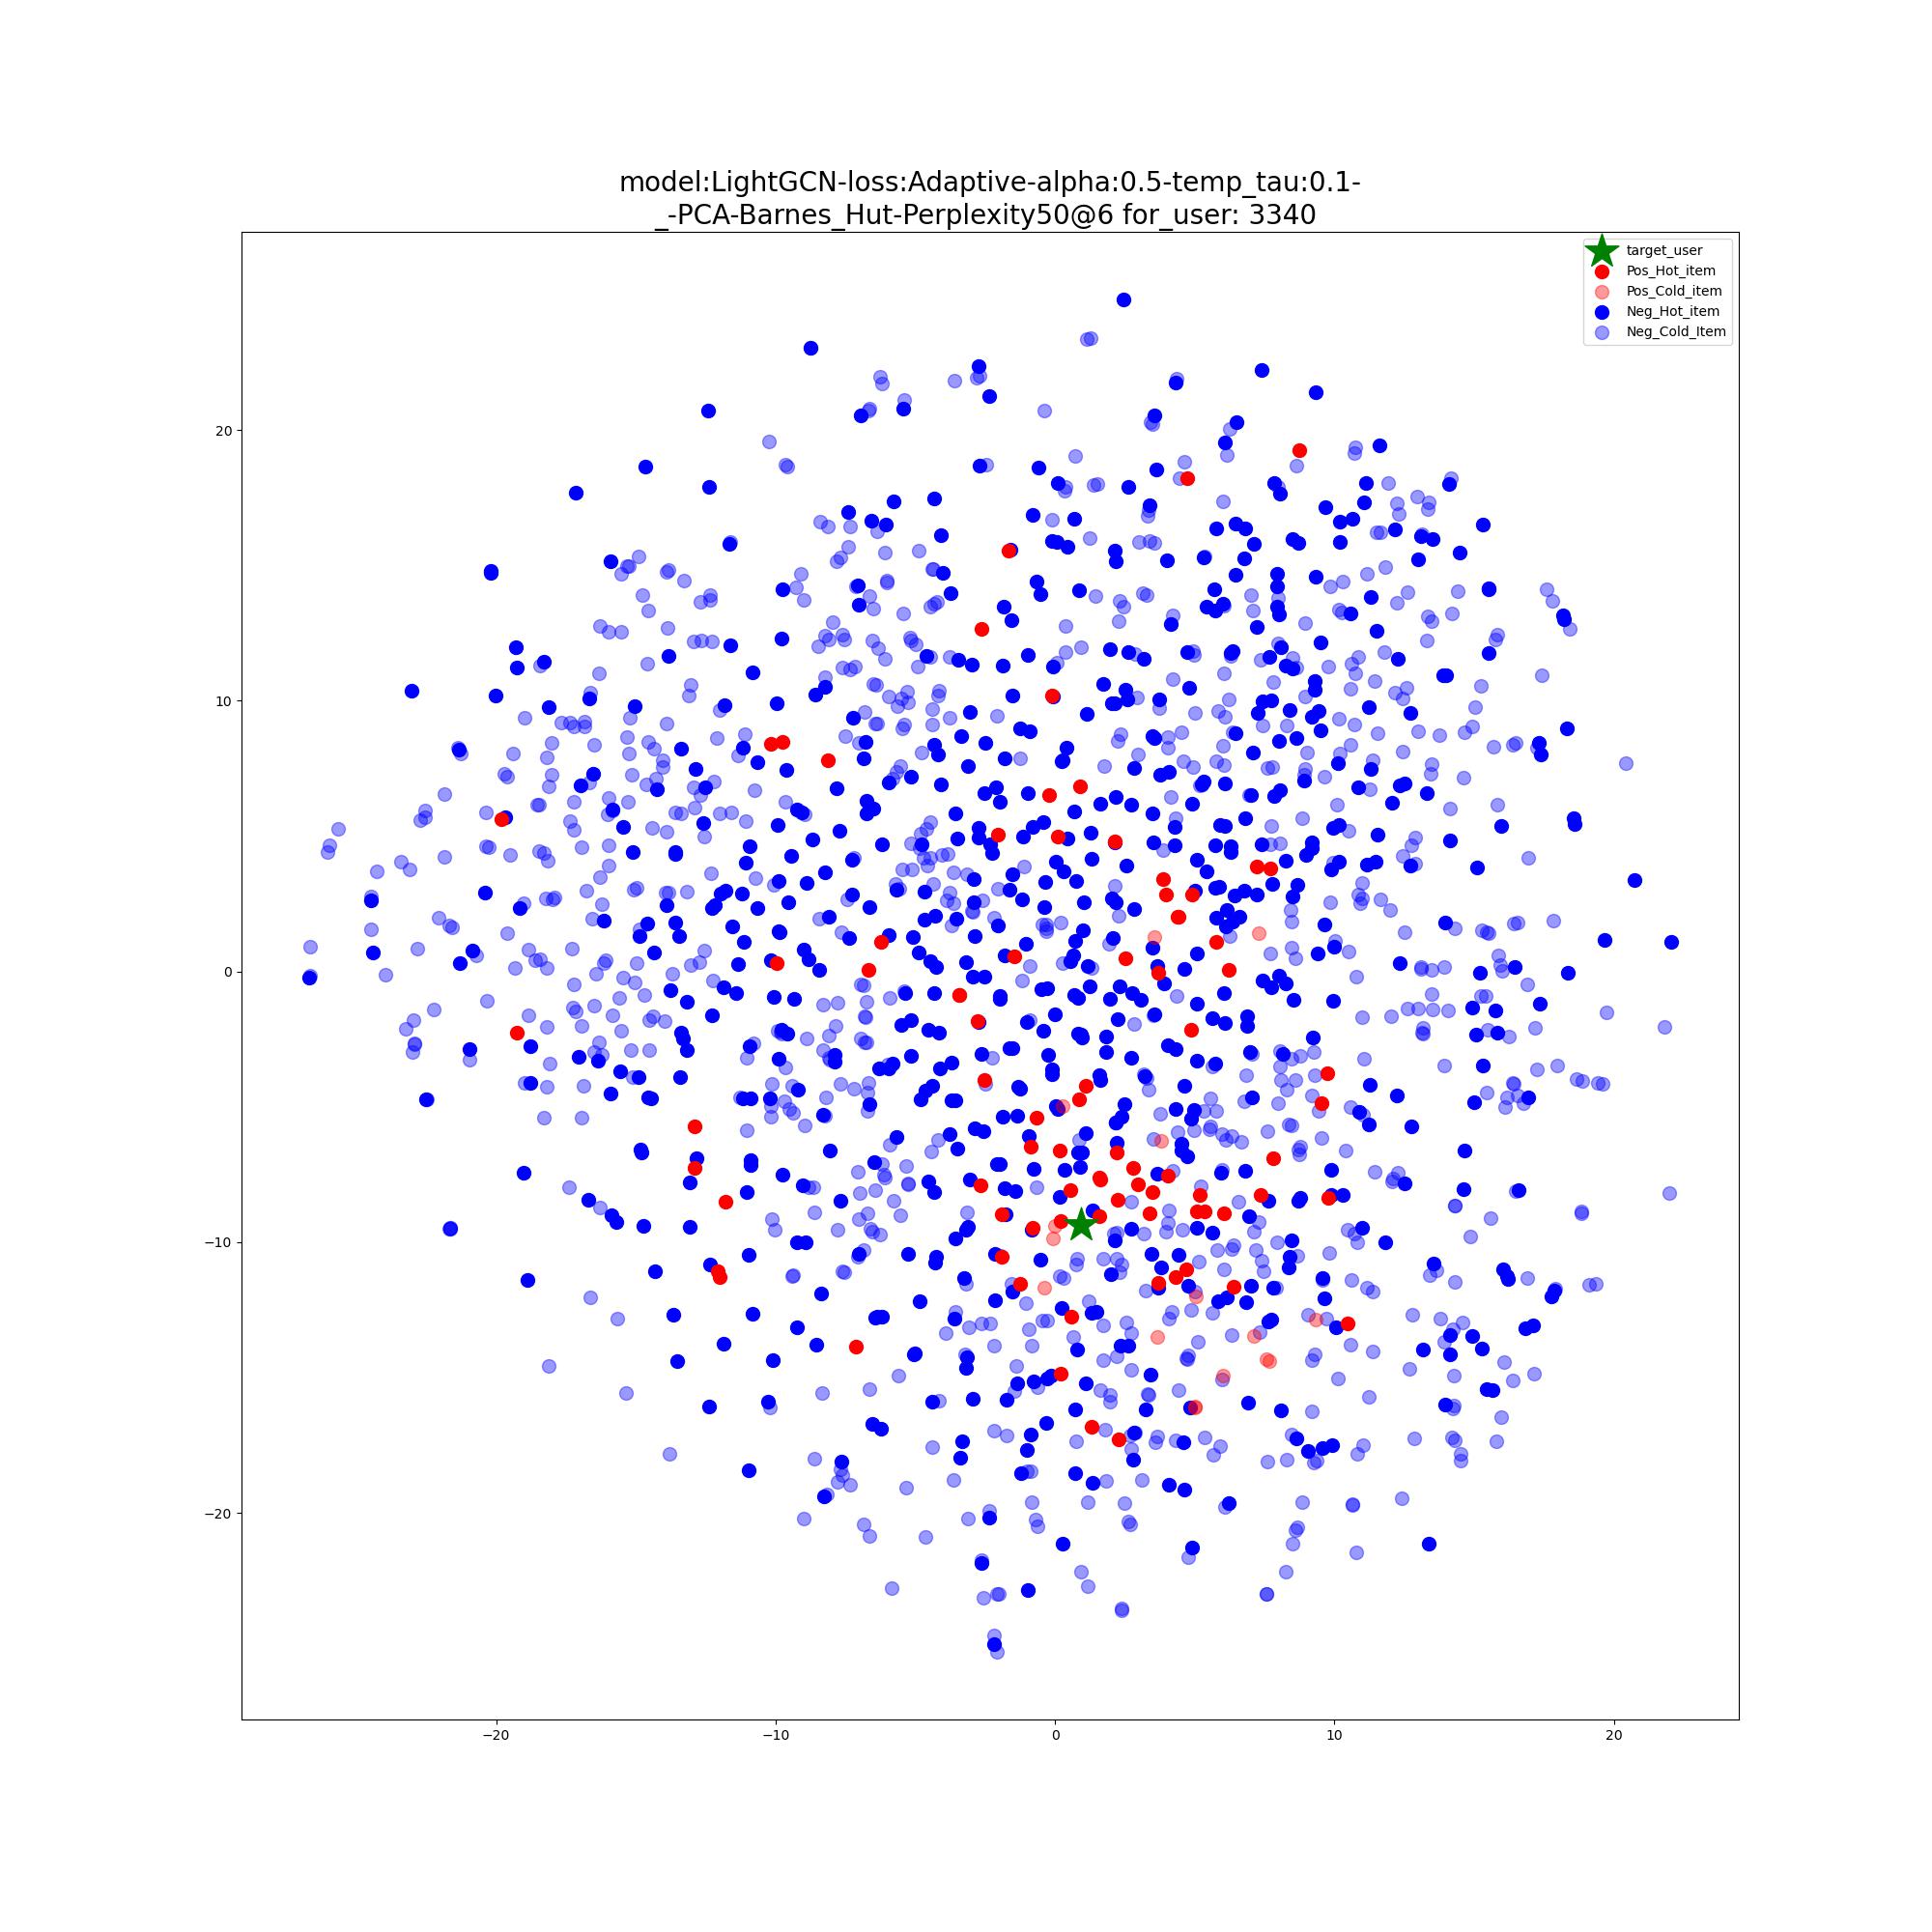 model:LightGCN-loss:Adaptive-alpha:0.5-temp_tau:0.1-
_-PCA-Barnes_Hut-Perplexity50@6 for_user: 3340
target_user
Pos_Hot_item
Pos_Cold_item
Neg_Hot_item
Neg_Cold_Item
20
10
0
−10
−20
−20
−10
0
10
20